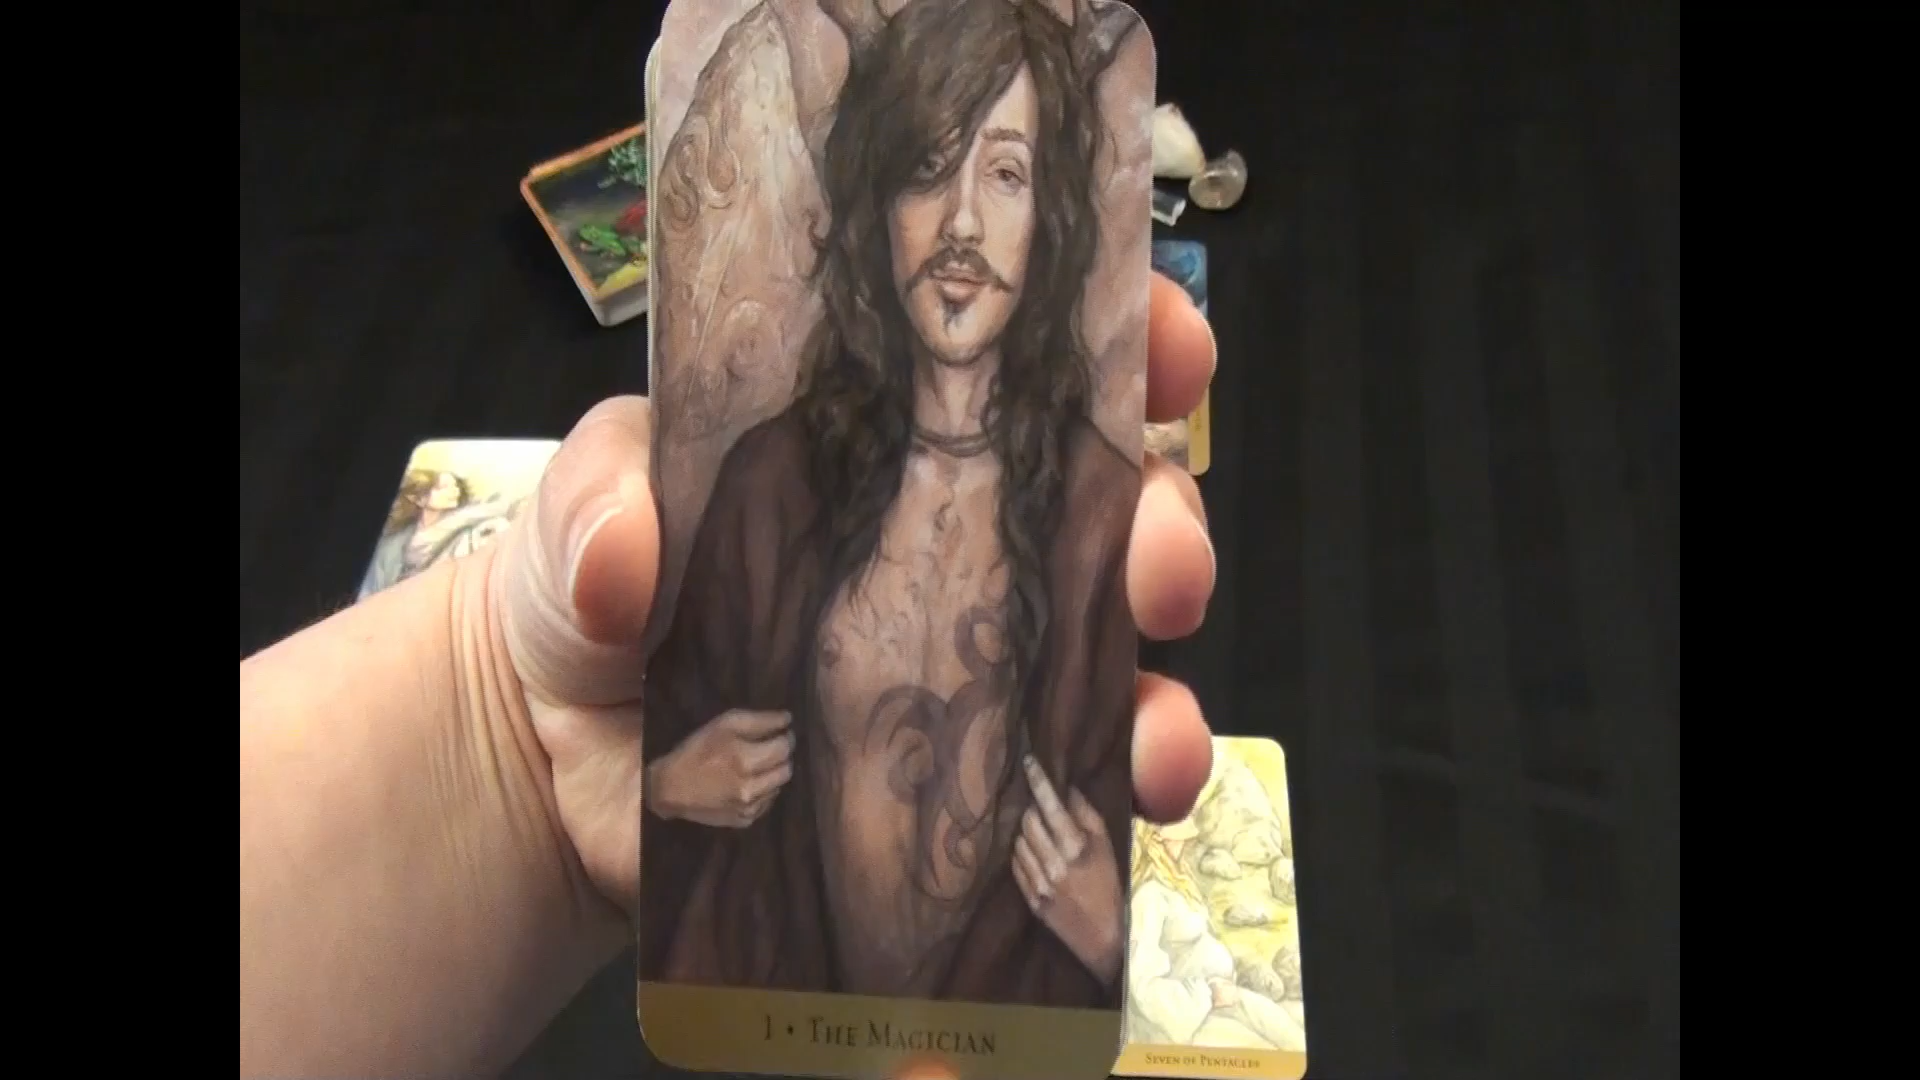 I • The Magician
Seven of Pentacles